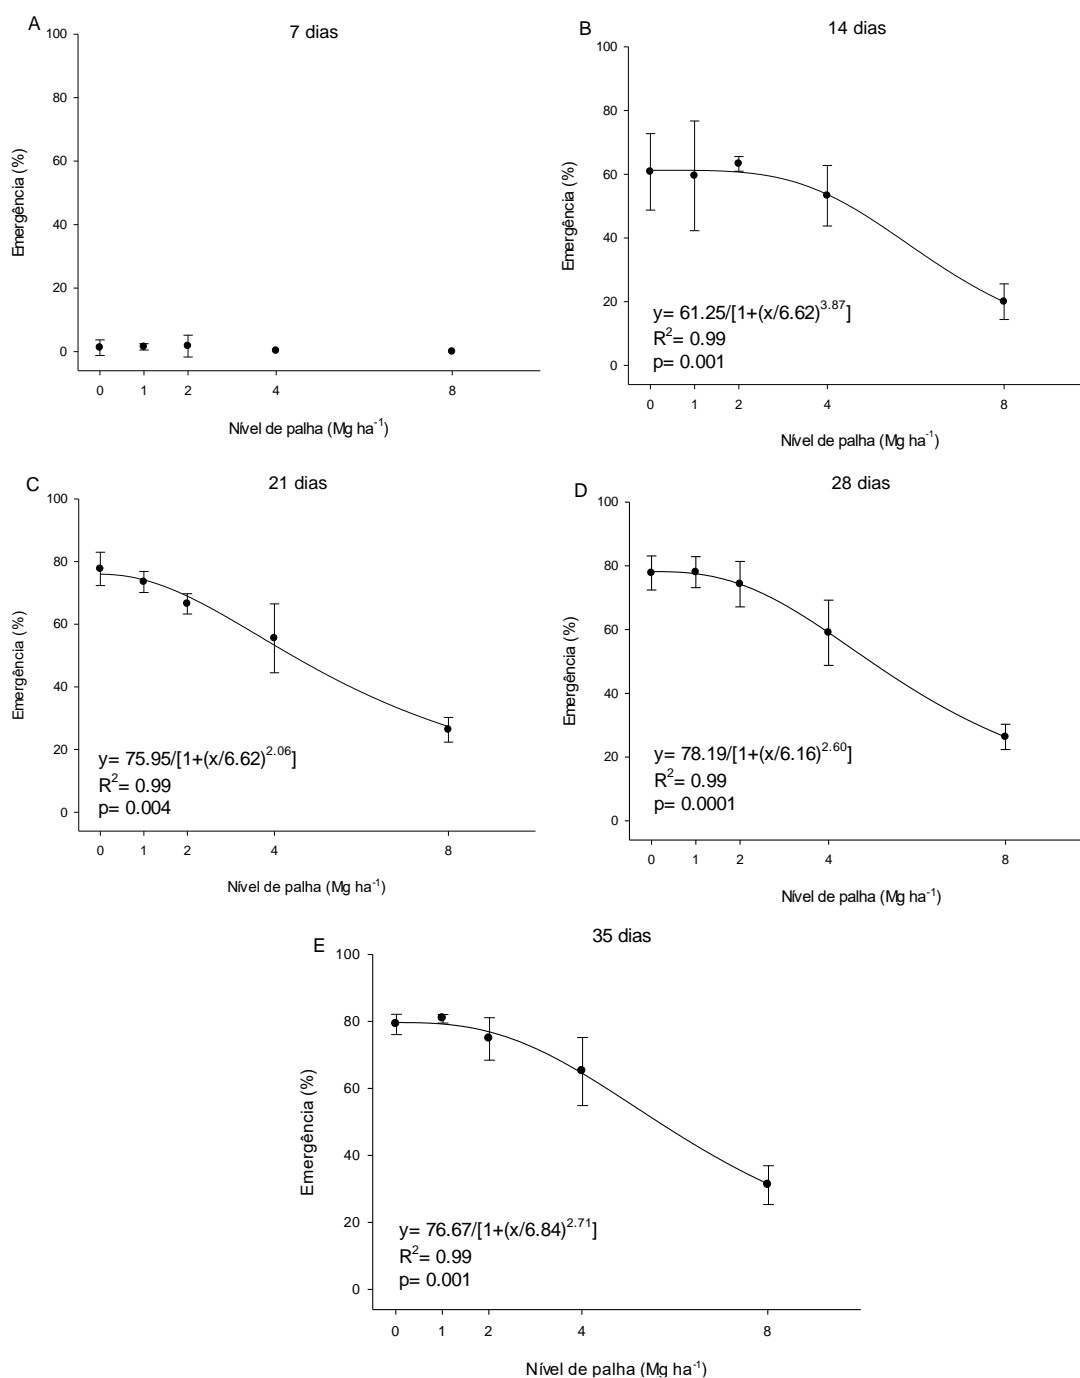 A
7 dias
100
80
60
40
20
0
Emergência (%)
0 1 2 4 8
Nível de palha (Mg ha-1)
B
14 dias
100
80
60
40
20
0
Emergência (%)
y= 61.25/[1+(x/6.62)3.87]
R2= 0.99
p= 0.001
0 1 2 4 8
Nível de palha (Mg ha-1)
C
21 dias
100
80
60
40
20
0
Emergência (%)
y= 75.95/[1+(x/6.62)2.06]
R2= 0.99
p= 0.004
0 1 2 4 8
Nível de palha (Mg ha-1)
D
28 dias
100
80
60
40
20
0
Emergência (%)
y= 78.19/[1+(x/6.16)2.60]
R2= 0.99
p= 0.0001
0 1 2 4 8
Nível de palha (Mg ha-1)
E
35 dias
100
80
60
40
20
0
Emergência (%)
y= 76.67/[1+(x/6.84)2.71]
R2= 0.99
p= 0.001
0 1 2 4 8
Nível de palha (Mg ha-1)